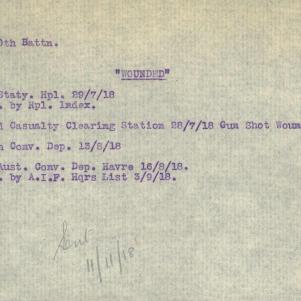 0th Battn.
"WOUNDED"
Staty. Hpl. 29/7/18
. by Hpl. Index.
Casualty Clearing Station 28/7/18 Gun Shot Woun
Conv. Dep. 13/8/18
Aust. Conv. Dep. Havre 16/8/18.
. by A.I.F. Hqrs List 3/9/18.
11/11/18